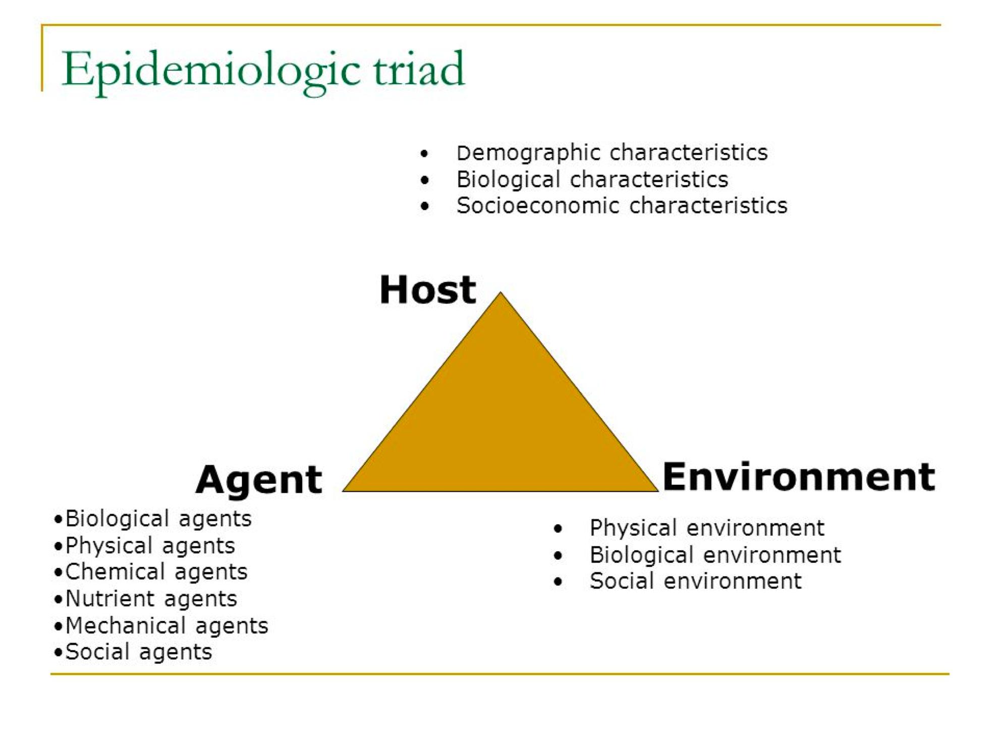 Epidemiologic triad
• Demographic characteristics
• Biological characteristics
• Socioeconomic characteristics
Host
Agent
•Biological agents
•Physical agents
•Chemical agents
•Nutrient agents
•Mechanical agents
•Social agents
Environment
• Physical environment
• Biological environment
• Social environment